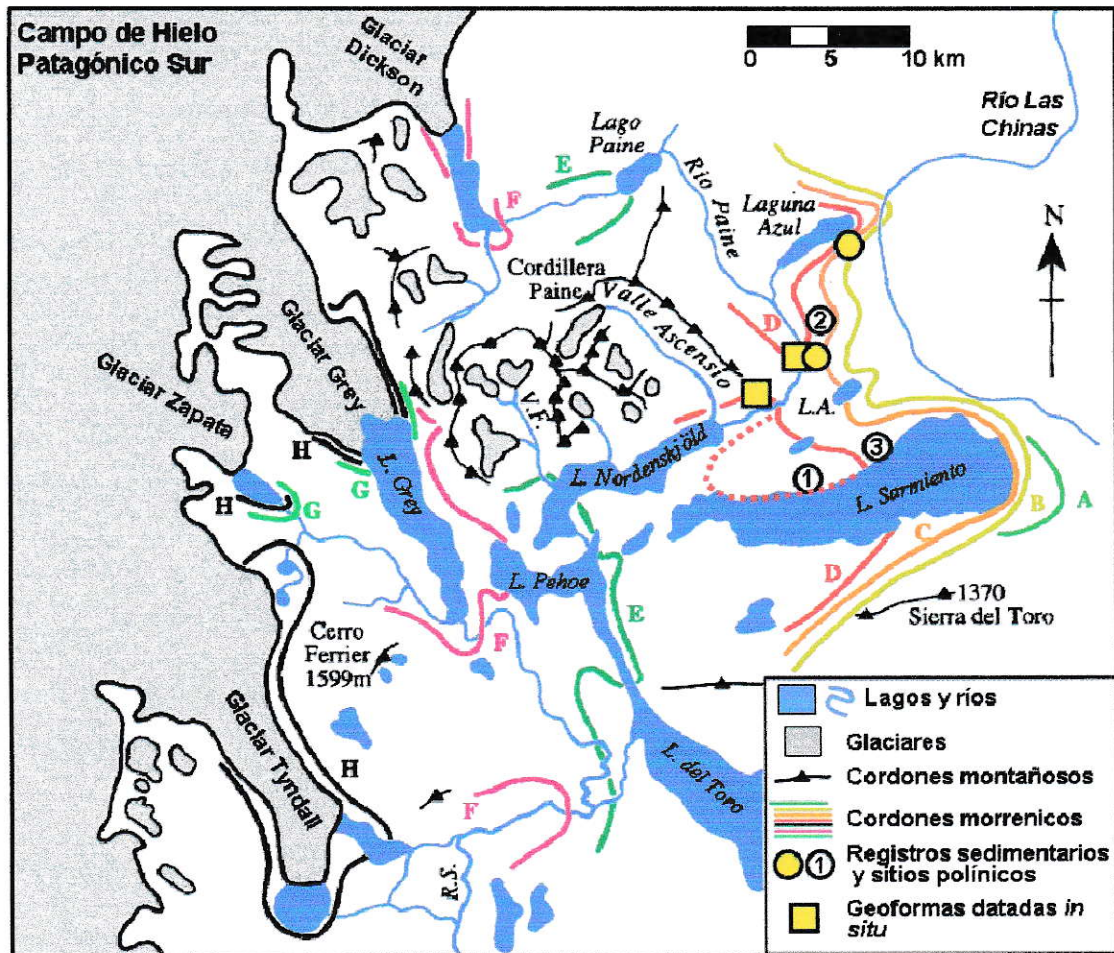 Campo de Hielo
Patagónico Sur
Glaciar
Dickson
0 5 10 km
Río Las
Chinas
Lago
Paine
E
Río Paine
Laguna
Azul
N
F
Cordillera
Paine
Valle Ascensio
D
2
Glaciar Grey
Glaciar Zapata
V.F.
L.A.
H
G
L. Grey
L. Nordenskjöld
3
1
L. Sarmiento
H
G
A
B
C
D
L. Pehoe
E
1370
Sierra del Toro
F
Cerro
Ferrier
1599m
Glaciar Tyndall
H
L. del Toro
F
R.S.
Lagos y ríos
Glaciares
Cordones montañosos
Cordones morrenicos
1 Registros sedimentarios
y sitios polínicos
Geoformas datadas in
situ